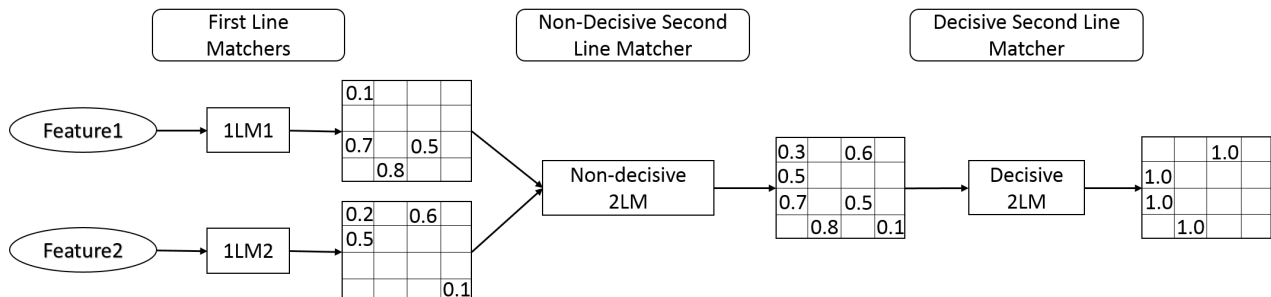 First Line
Matchers
Non-Decisive Second
Line Matcher
Decisive Second Line
Matcher
Feature1
1LM1
0.1
0.7 0.5
0.8
Feature2
1LM2
0.2 0.6
0.5
0.1
Non-decisive
2LM
0.3 0.6
0.5
0.7 0.5
0.8 0.1
Decisive
2LM
1.0
1.0
1.0
1.0